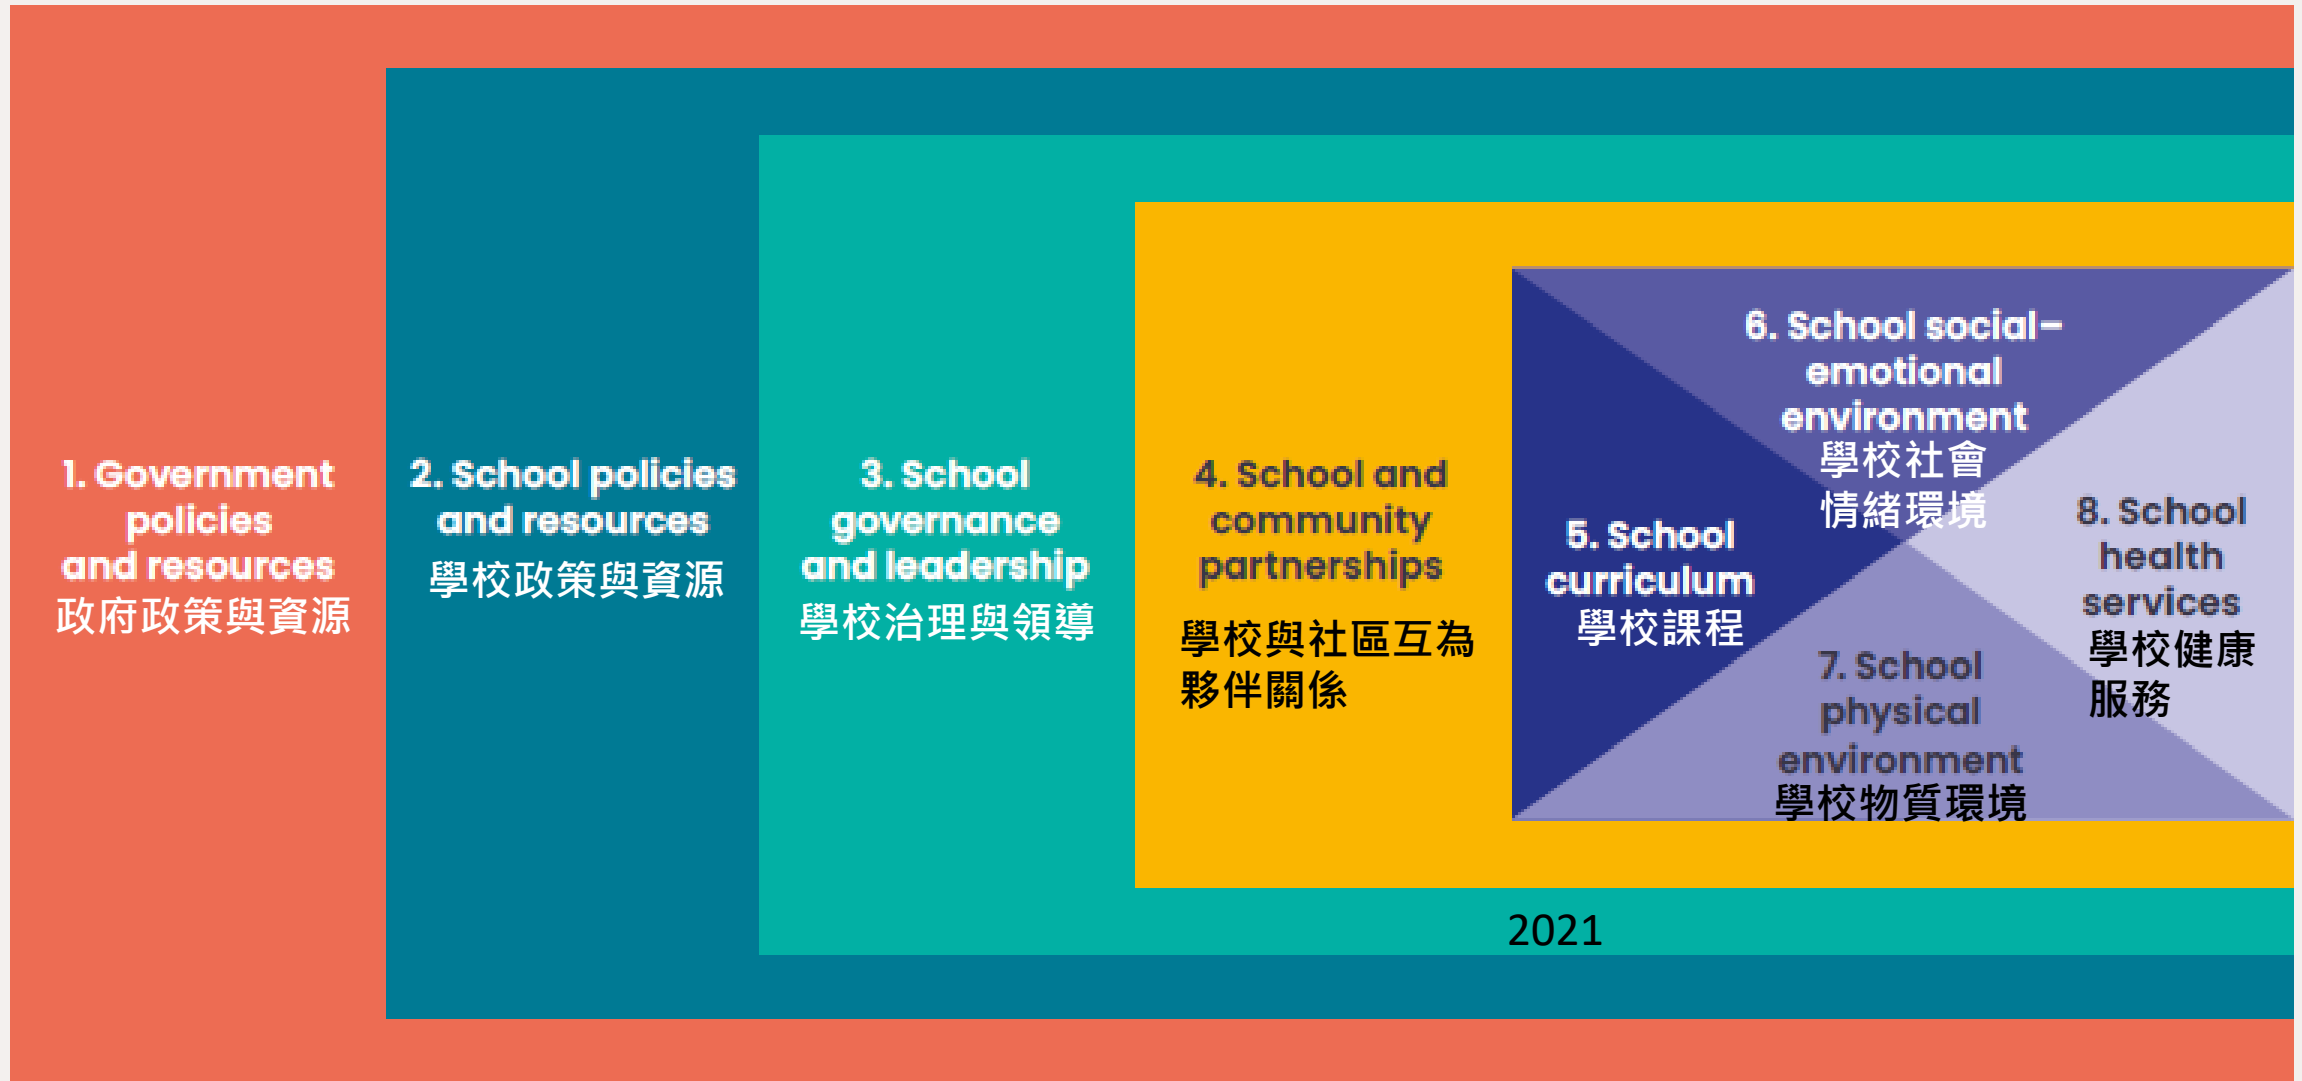 1. Government
policies
and resources
政府政策與資源
2. School policies
and resources
學校政策與資源
3. School
governance
and leadership
學校治理與領導
4. School and
community
partnerships
學校與社區互為
夥伴關係
5. School
curriculum
學校課程
6. School social–
emotional
environment
學校社會
情緒環境
7. School
physical
environment
學校物質環境
8. School
health
services
學校健康
服務
2021